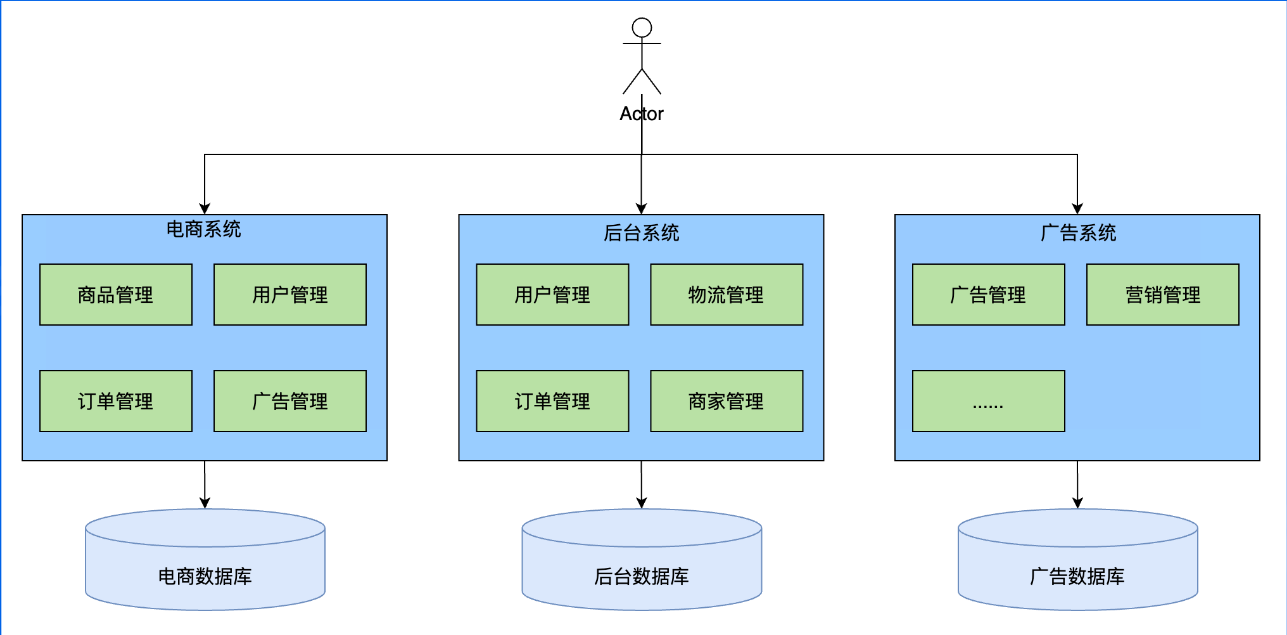 Actor
电商系统
后台系统
广告系统
商品管理
用户管理
用户管理
物流管理
广告管理
营销管理
订单管理
广告管理
订单管理
商家管理
......
电商数据库
后台数据库
广告数据库